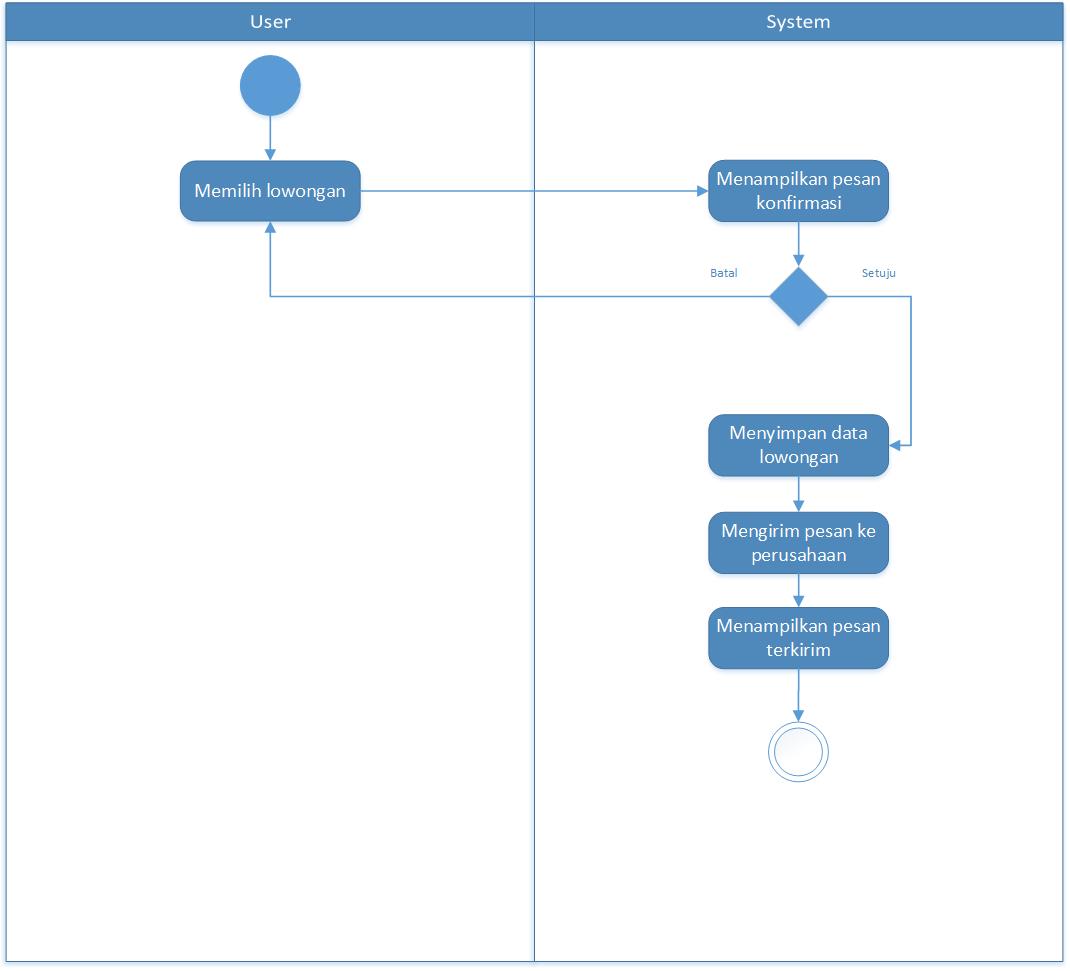 User
System
Memilih lowongan
Menampilkan pesan
konfirmasi
Batal
Setuju
Menyimpan data
lowongan
Mengirim pesan ke
perusahaan
Menampilkan pesan
terkirim